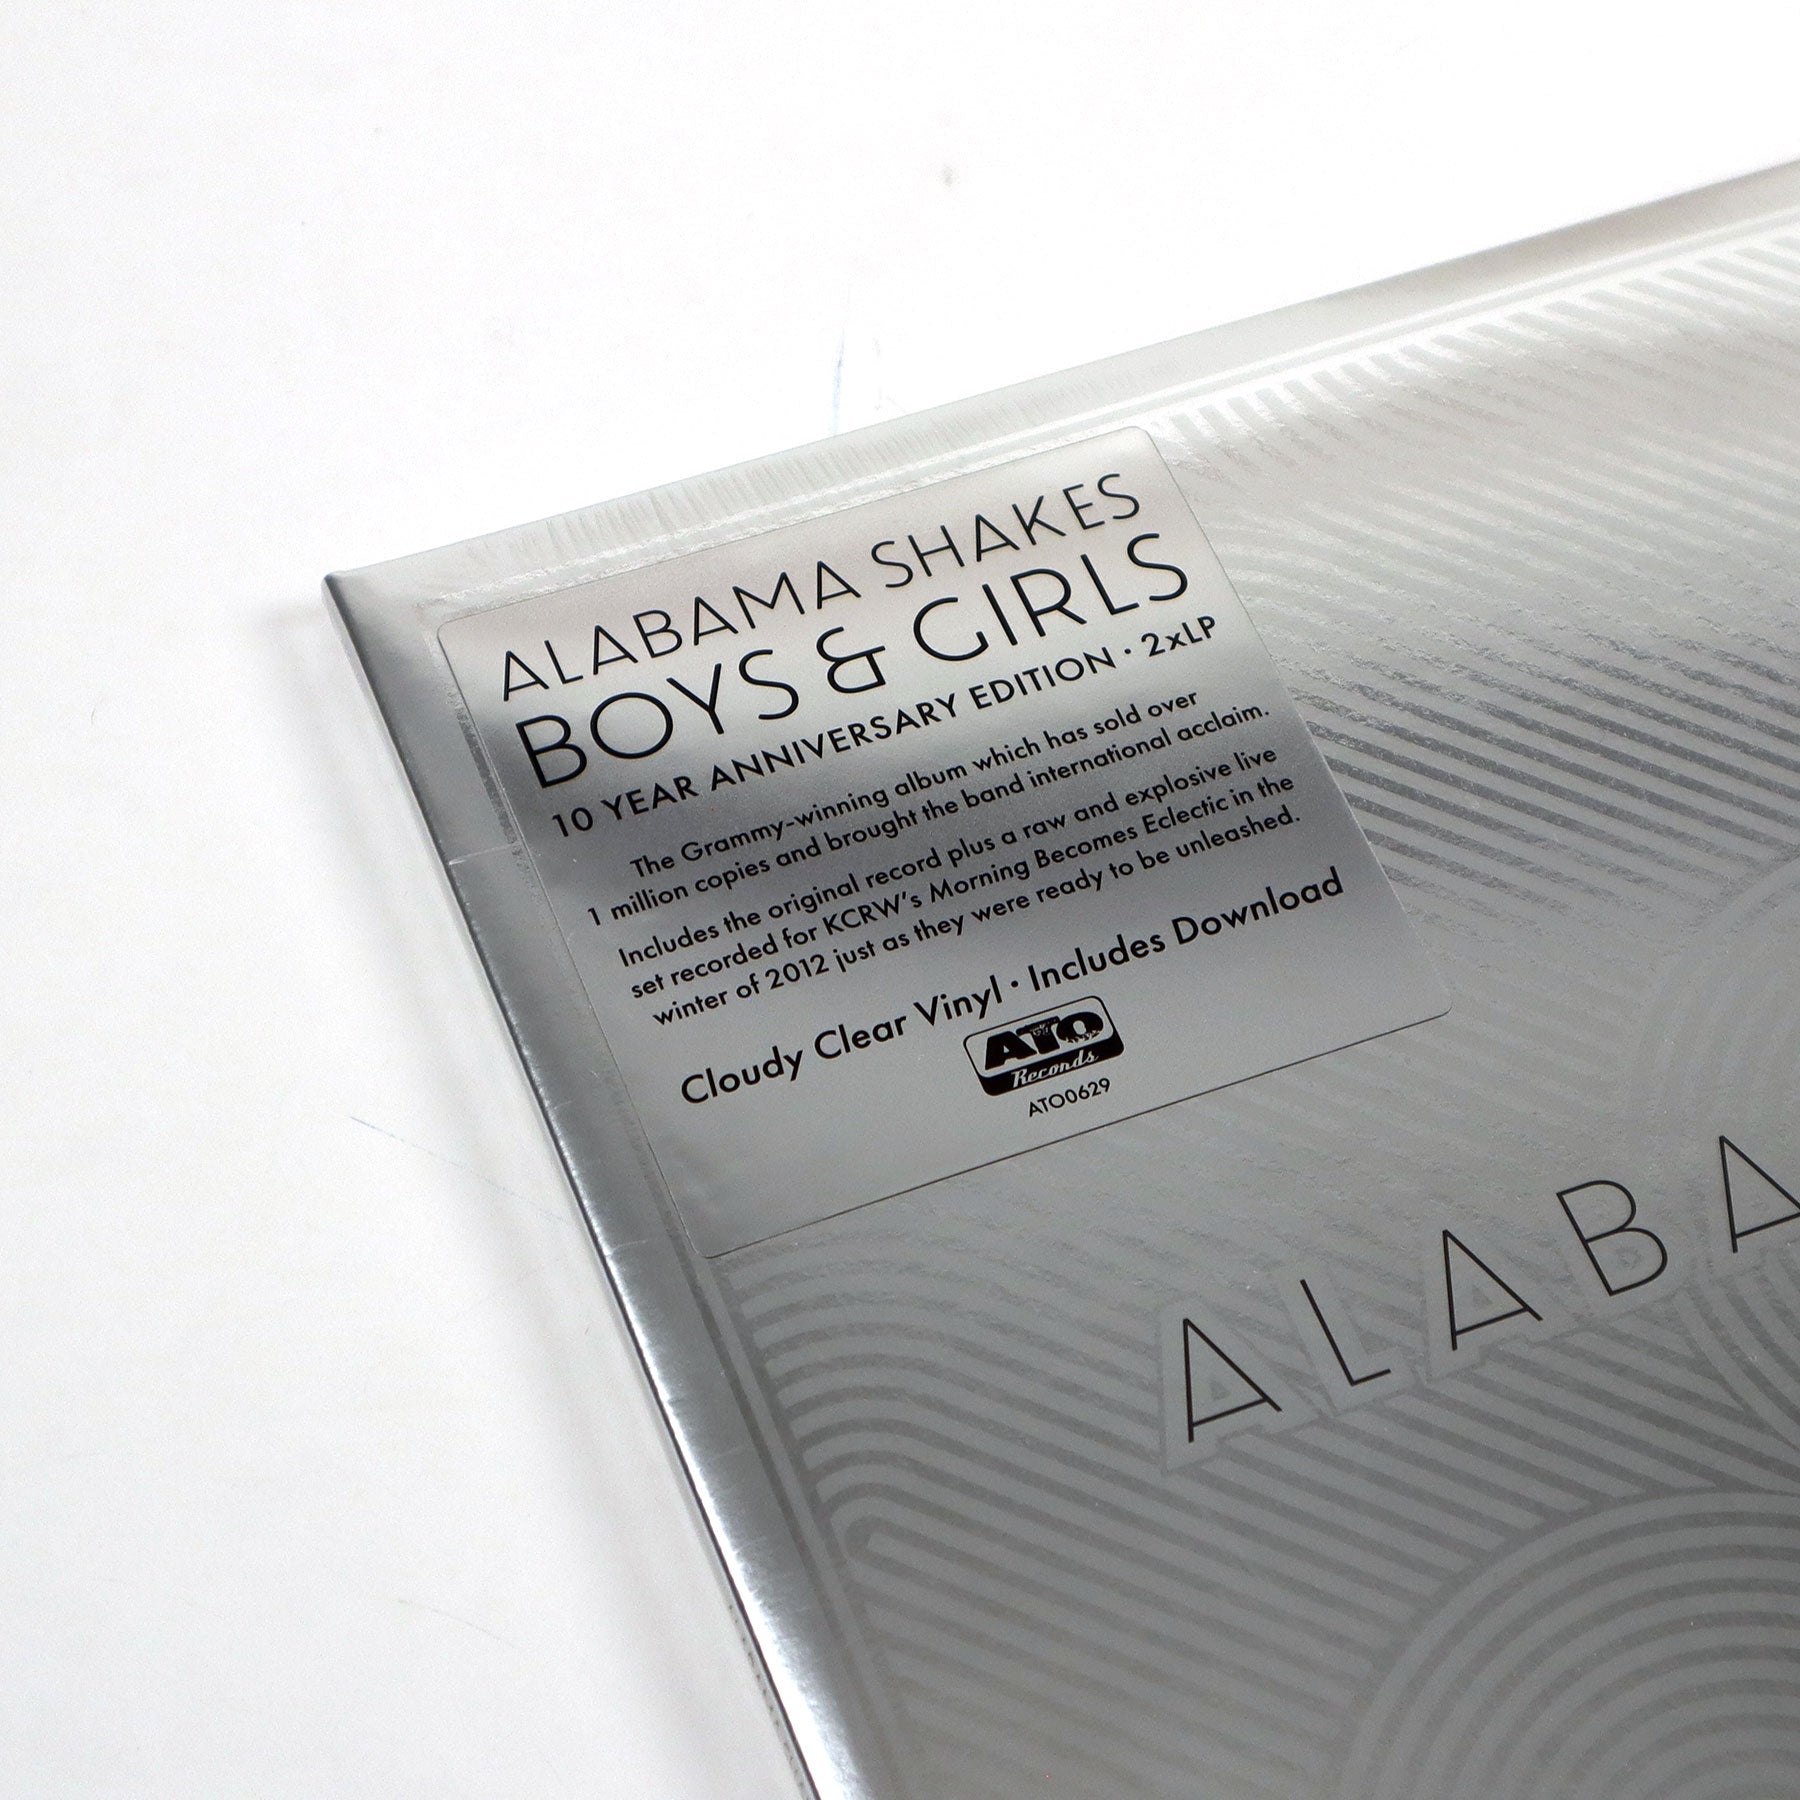 ALABAMA SHAKES
BOYS & GIRLS
10 YEAR ANNIVERSARY EDITION · 2xLP
The Grammy-winning album which has sold over
1 million copies and brought the band international acclaim.
Includes the original record plus a raw and explosive live
set recorded for KCRW's Morning Becomes Eclectic in the
winter of 2012 just as they were ready to be unleashed.
Cloudy Clear Vinyl · Includes Download
ATO
Records
ATO0629
ALABA